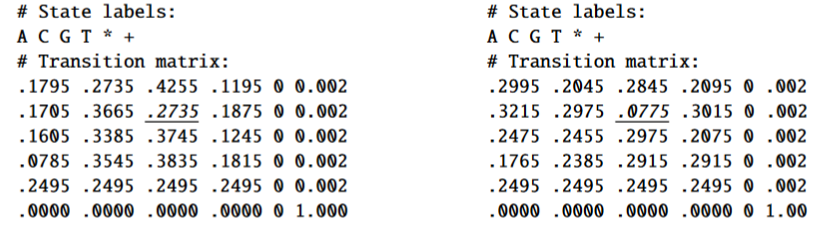 # State labels:
A C G T * +
# Transition matrix:
.1795 .2735 .4255 .1195 0 0.002
.1705 .3665 .2735 .1875 0 0.002
.1605 .3385 .3745 .1245 0 0.002
.0785 .3545 .3835 .1815 0 0.002
.2495 .2495 .2495 .2495 0 0.002
.0000 .0000 .0000 .0000 0 1.000
# State labels:
A C G T * +
# Transition matrix:
.2995 .2045 .2845 .2095 0 .002
.3215 .2975 .0775 .3015 0 .002
.2475 .2455 .2975 .2075 0 .002
.1765 .2385 .2915 .2915 0 .002
.2495 .2495 .2495 .2495 0 .002
.0000 .0000 .0000 .0000 0 1.00